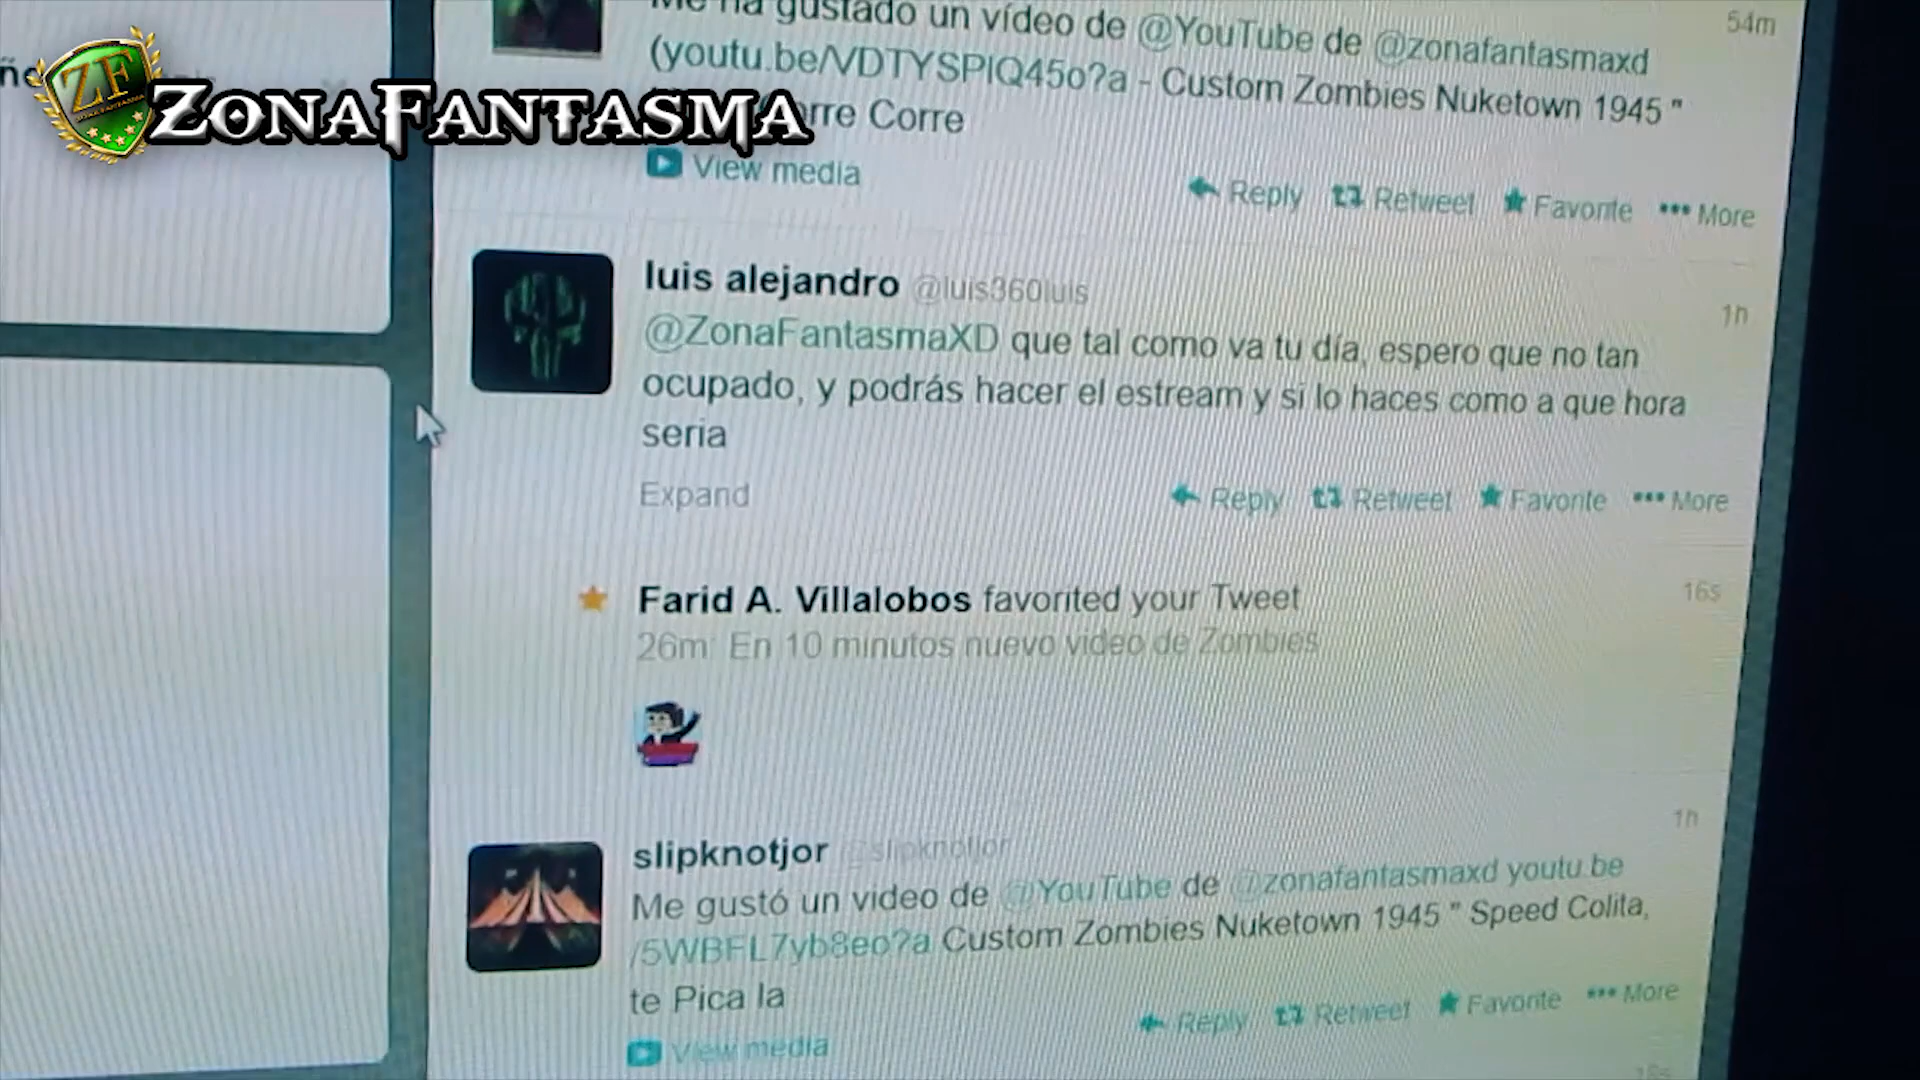 Me ha gustado un vídeo de @YouTube de @zonafantasmaxd
54m
(youtu.be/VDTYSPIQ45o?a - Custom Zombies Nuketown 1945 "
Corre
View media
Reply Retweet Favorite More
ZF
ZONAFANTASMA
luis alejandro @luis360luis
1h
@ZonaFantasmaXD que tal como va tu día, espero que no tan
ocupado, y podrás hacer el estream y si lo haces como a que hora
seria
Expand
Reply Retweet Favorite More
Farid A. Villalobos favorited your Tweet
16s
26m: En 10 minutos nuevo video de Zombies
slipknotjor @slipknotjor
1h
Me gustó un video de @YouTube de @zonafantasmaxd youtu.be
/5WBFL7yb8eo?a Custom Zombies Nuketown 1945 " Speed Colita,
te Pica la
View media
Reply Retweet Favorite More